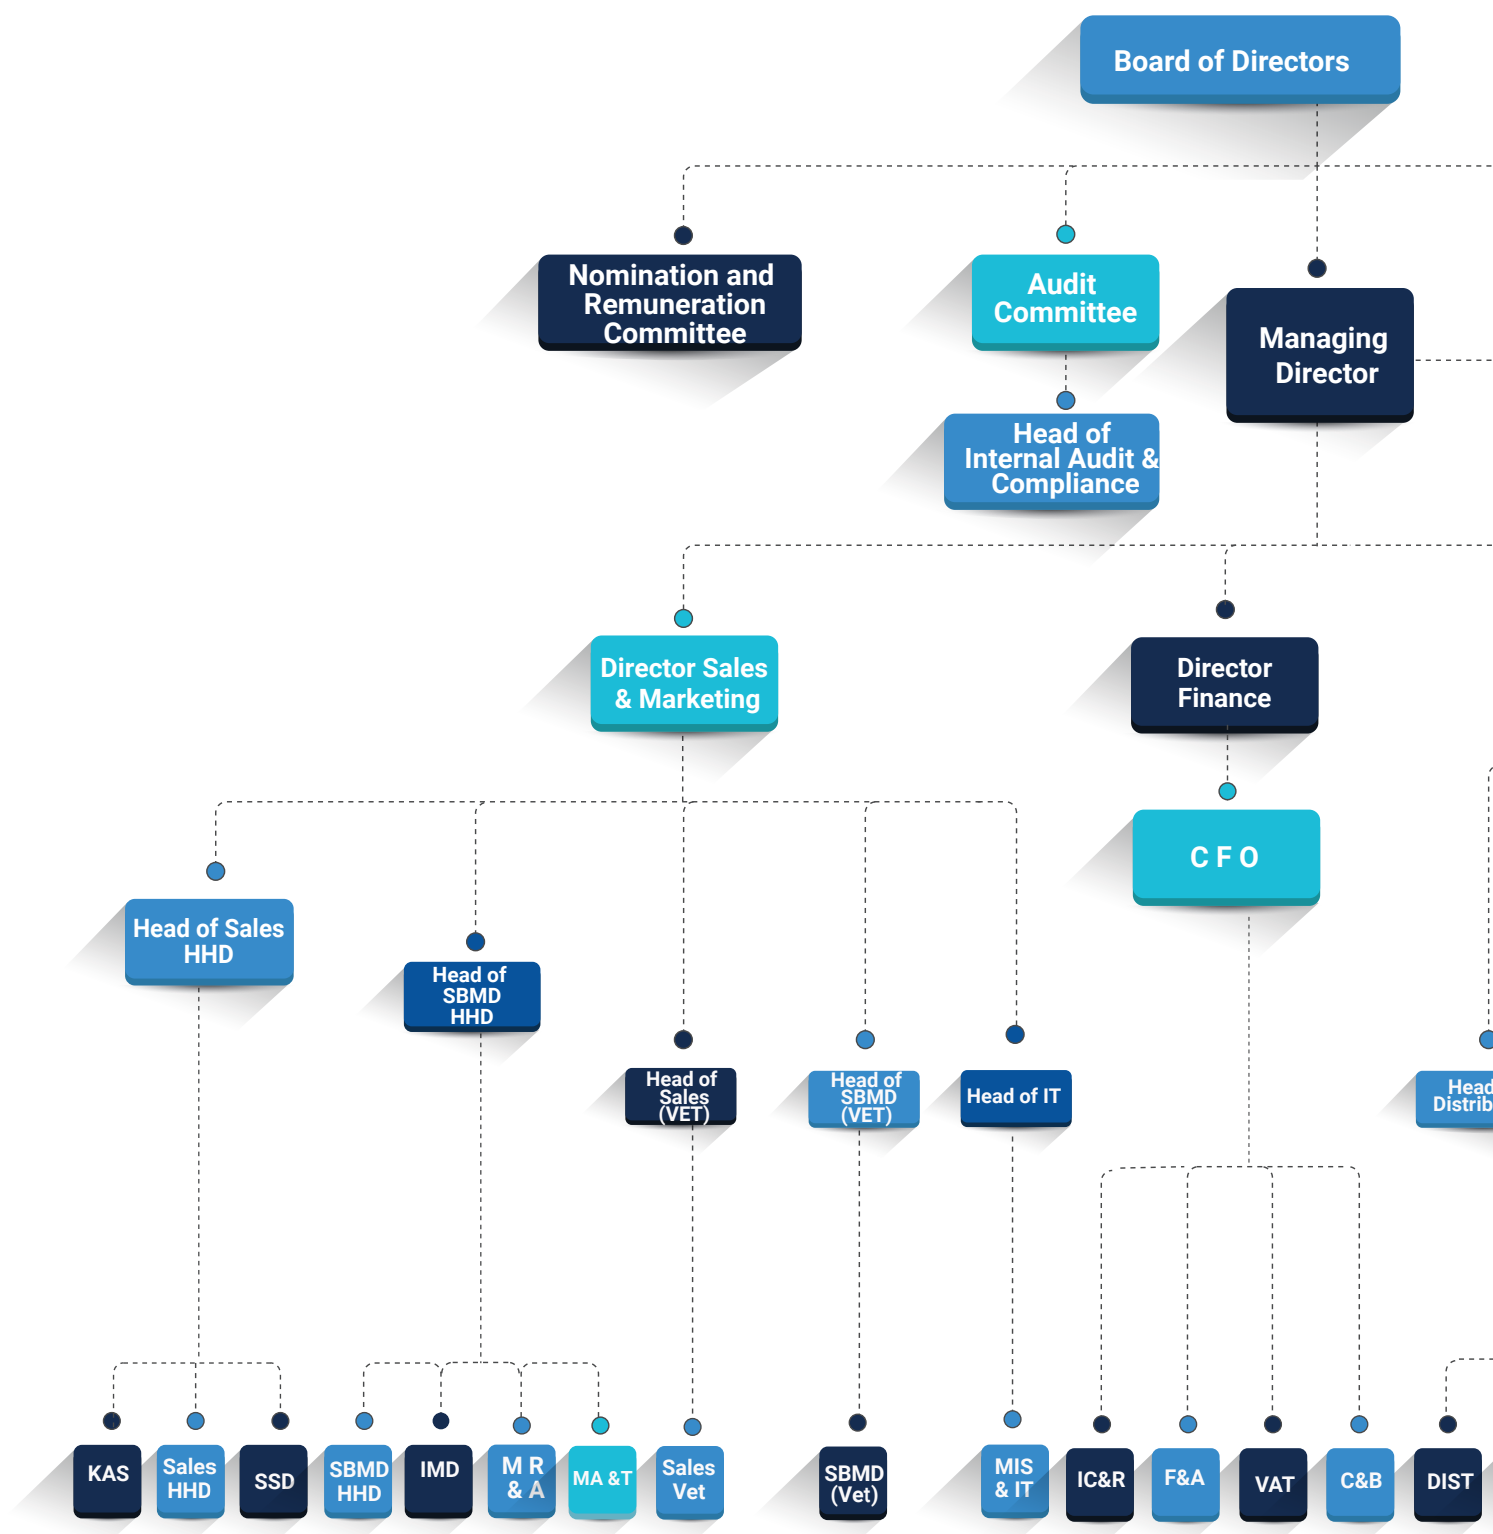 Board of Directors
Nomination and
Remuneration
Committee
Audit
Committee
Managing
Director
Head of
Internal Audit &
Compliance
Director Sales
& Marketing
Director
Finance
C F O
Head of Sales
HHD
Head of
SBMD
HHD
Head of
Sales
(VET)
Head of
SBMD
(VET)
Head of IT
Head
Distrib
KAS
Sales
HHD
SSD
SBMD
HHD
IMD
M R
& A
MA &T
Sales
Vet
SBMD
(Vet)
MIS
& IT
IC&R
F&A
VAT
C&B
DIST